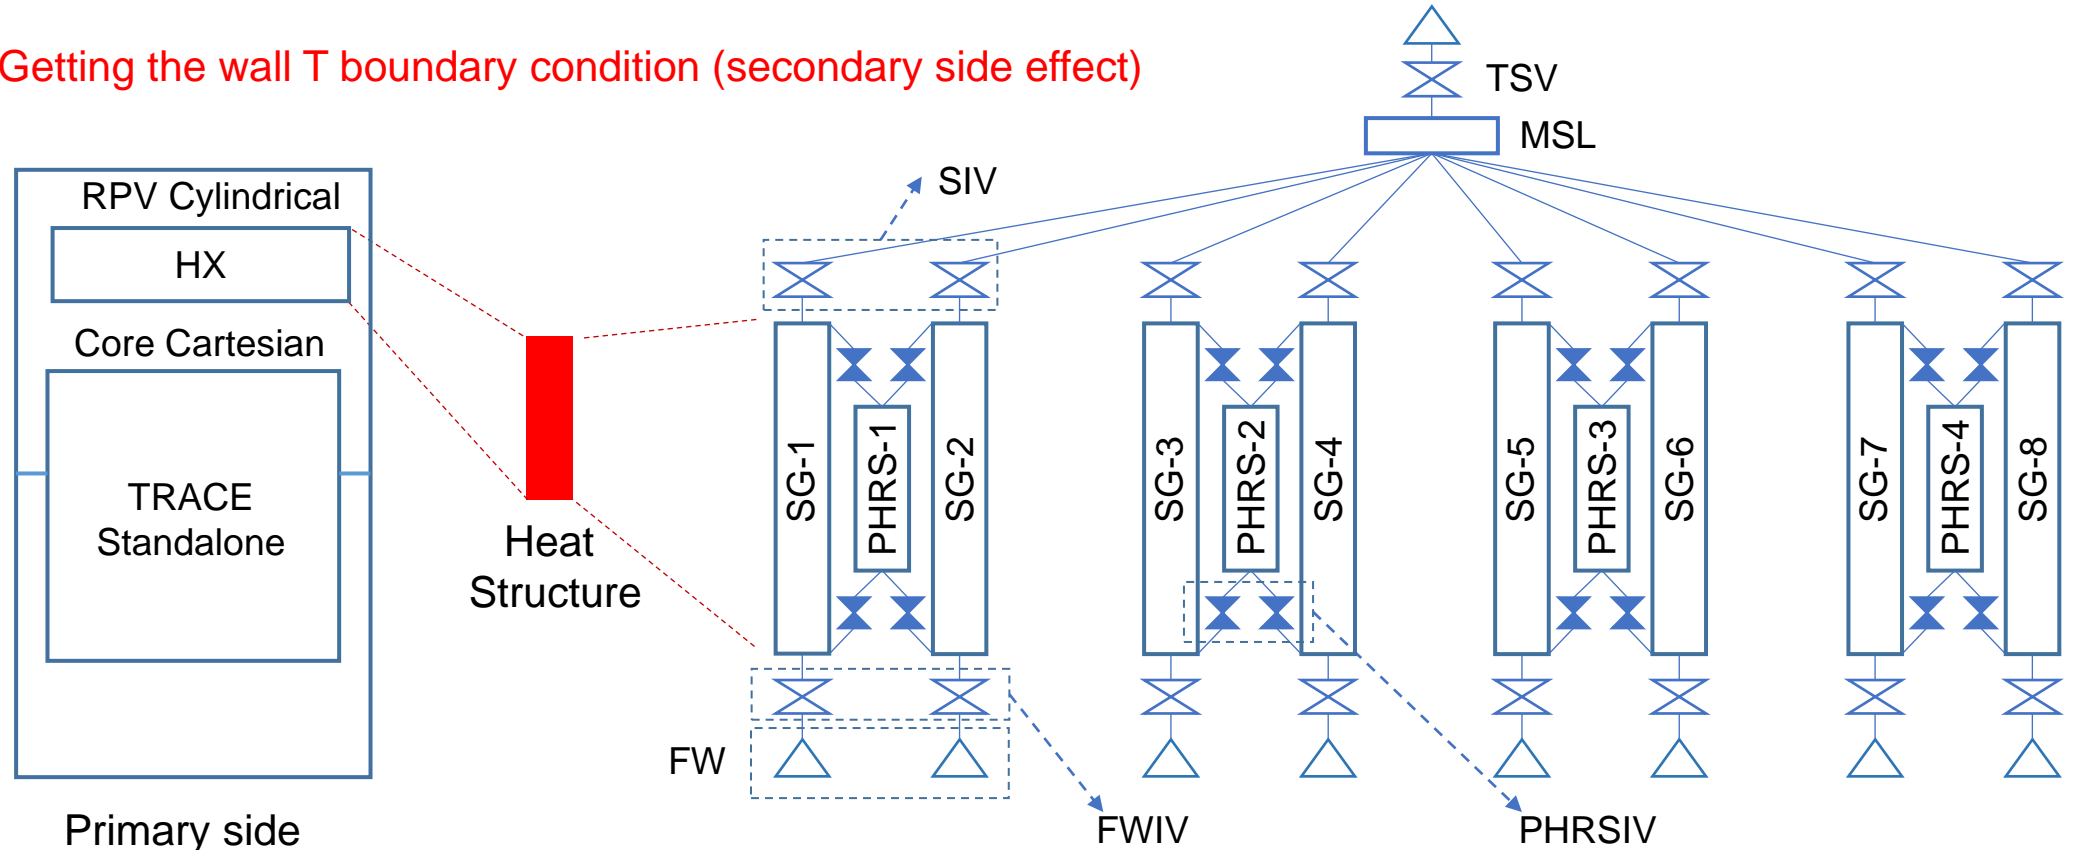 Getting the wall T boundary condition (secondary side effect)
TSV
MSL
SIV
RPV Cylindrical
HX
Core Cartesian
TRACE
Standalone
Primary side
Heat
Structure
SG-1
PHRS-1
SG-2
SG-3
PHRS-2
SG-4
SG-5
PHRS-3
SG-6
SG-7
PHRS-4
SG-8
FW
FWIV
PHRSIV